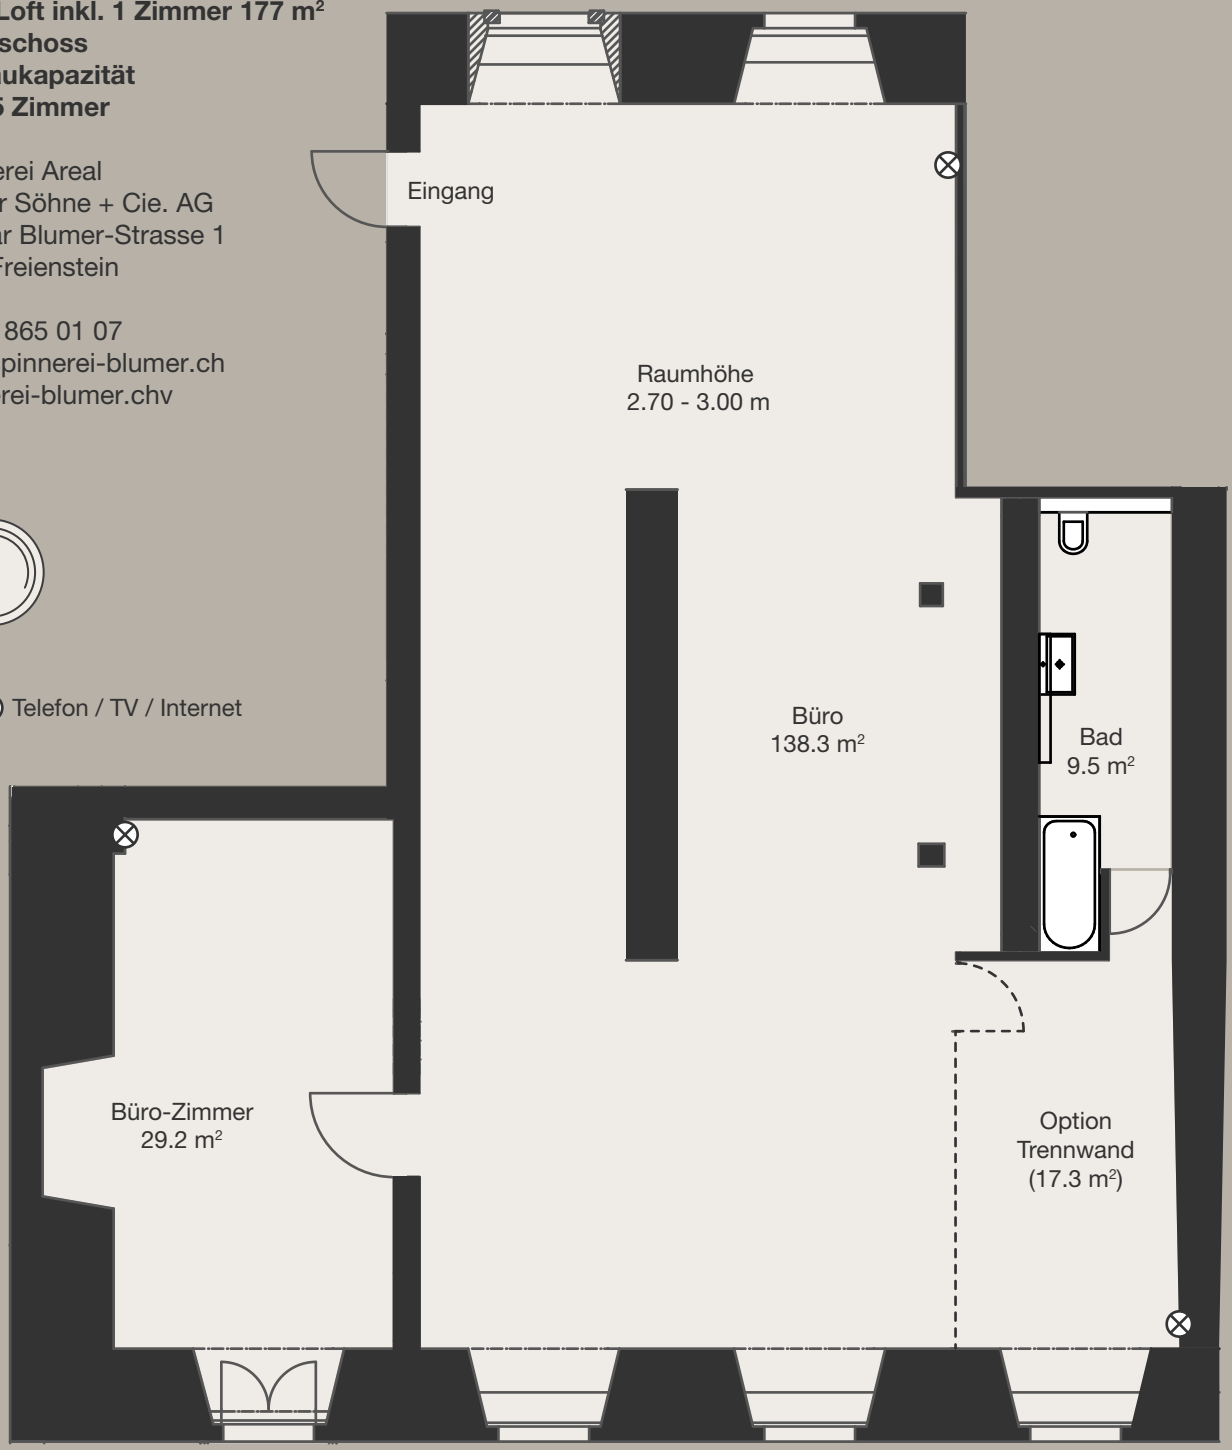 Loft inkl. 1 Zimmer 177 m²
schoss
ukapazität
5 Zimmer
erei Areal
r Söhne + Cie. AG
ar Blumer-Strasse 1
Freienstein
865 01 07
pinnerei-blumer.ch
rei-blumer.chv
Telefon / TV / Internet
Eingang
Raumhöhe
2.70 - 3.00 m
Büro
138.3 m²
Bad
9.5 m²
Büro-Zimmer
29.2 m²
Option
Trennwand
(17.3 m²)